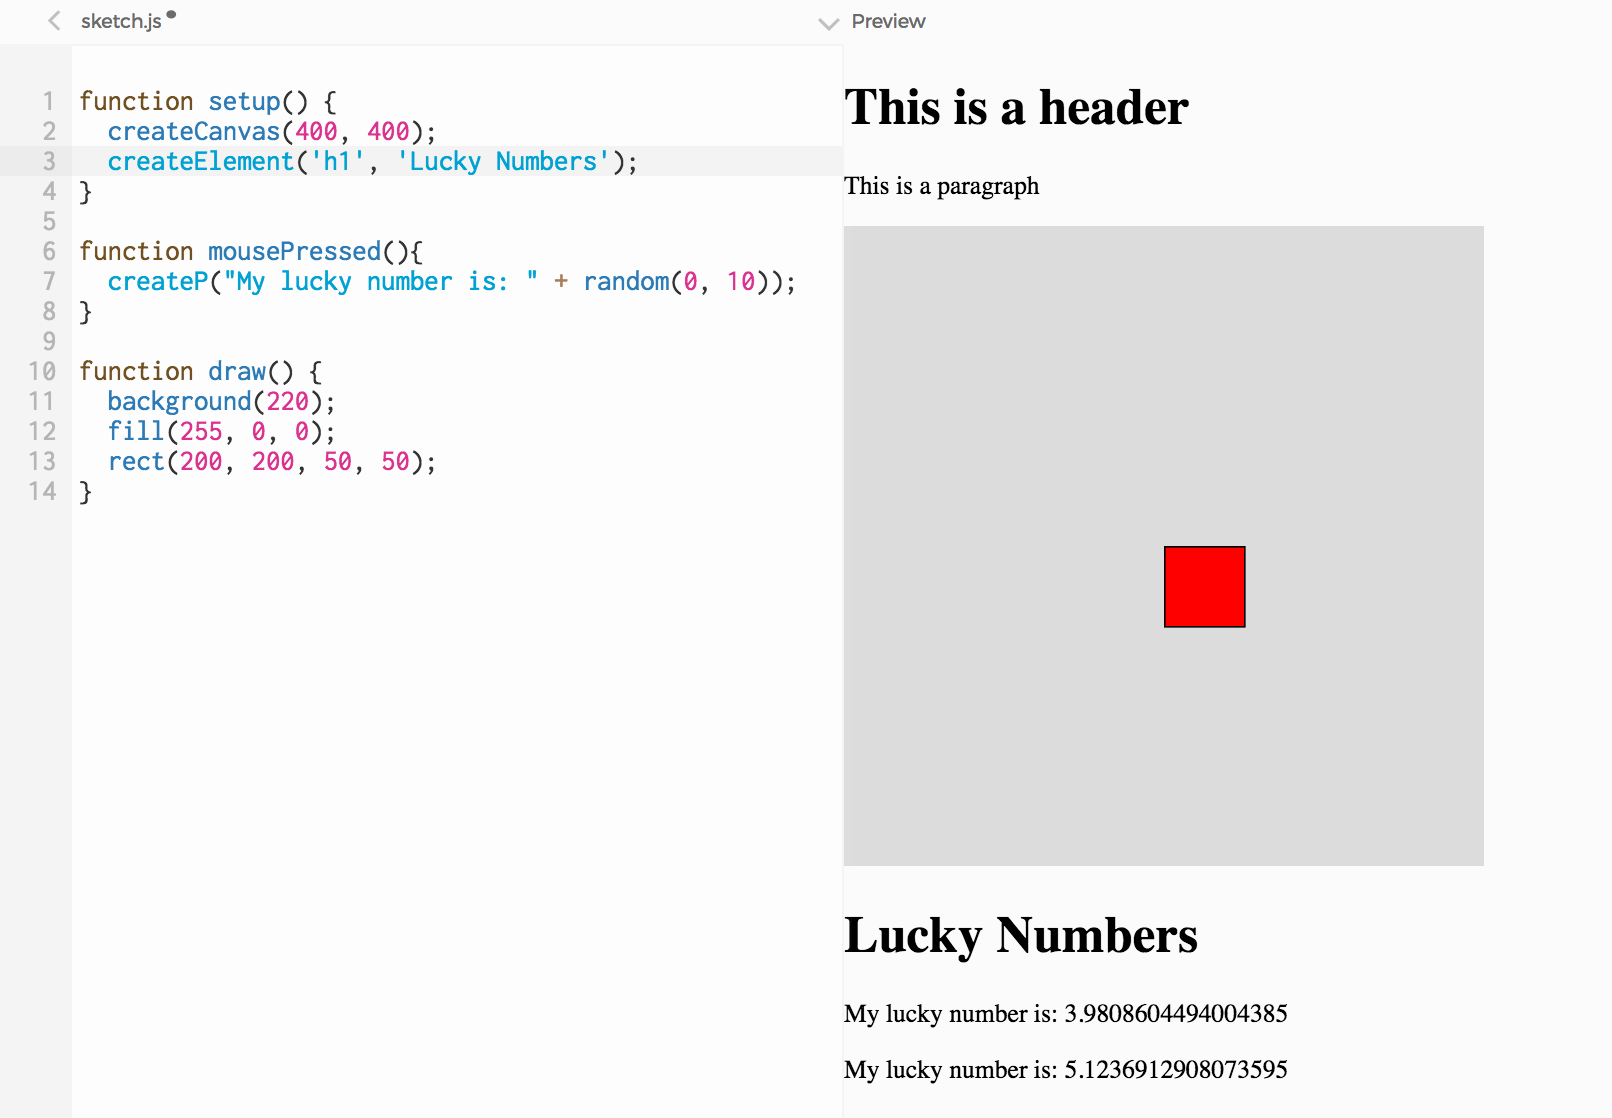 sketch.js
Preview
1 function setup() {
2 createCanvas(400, 400);
3 createElement('h1', 'Lucky Numbers');
4 }
5
6 function mousePressed(){
7 createP("My lucky number is: " + random(0, 10));
8 }
9
10 function draw() {
11 background(220);
12 fill(255, 0, 0);
13 rect(200, 200, 50, 50);
14 }
This is a header
This is a paragraph
Lucky Numbers
My lucky number is: 3.9808604494004385
My lucky number is: 5.1236912908073595